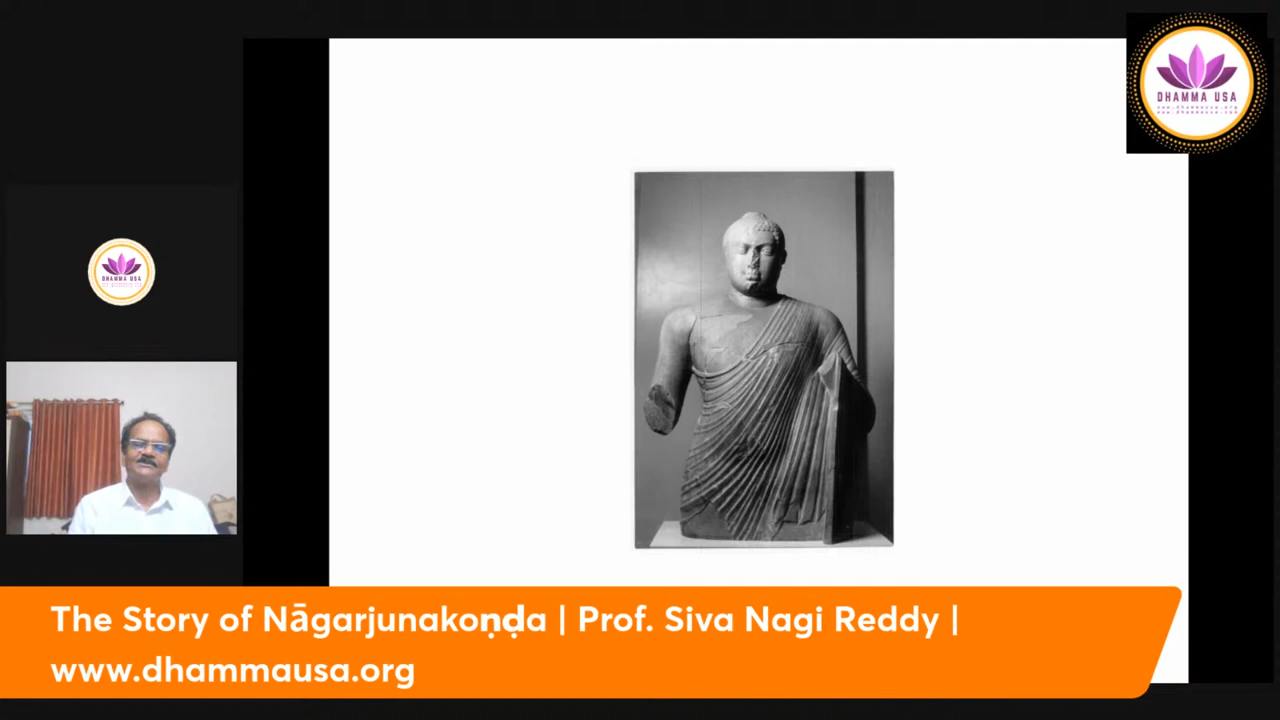 DHAMMA USA
DHAMMA USA
The Story of Nāgarjunakoṇḍa | Prof. Siva Nagi Reddy |
www.dhammausa.org